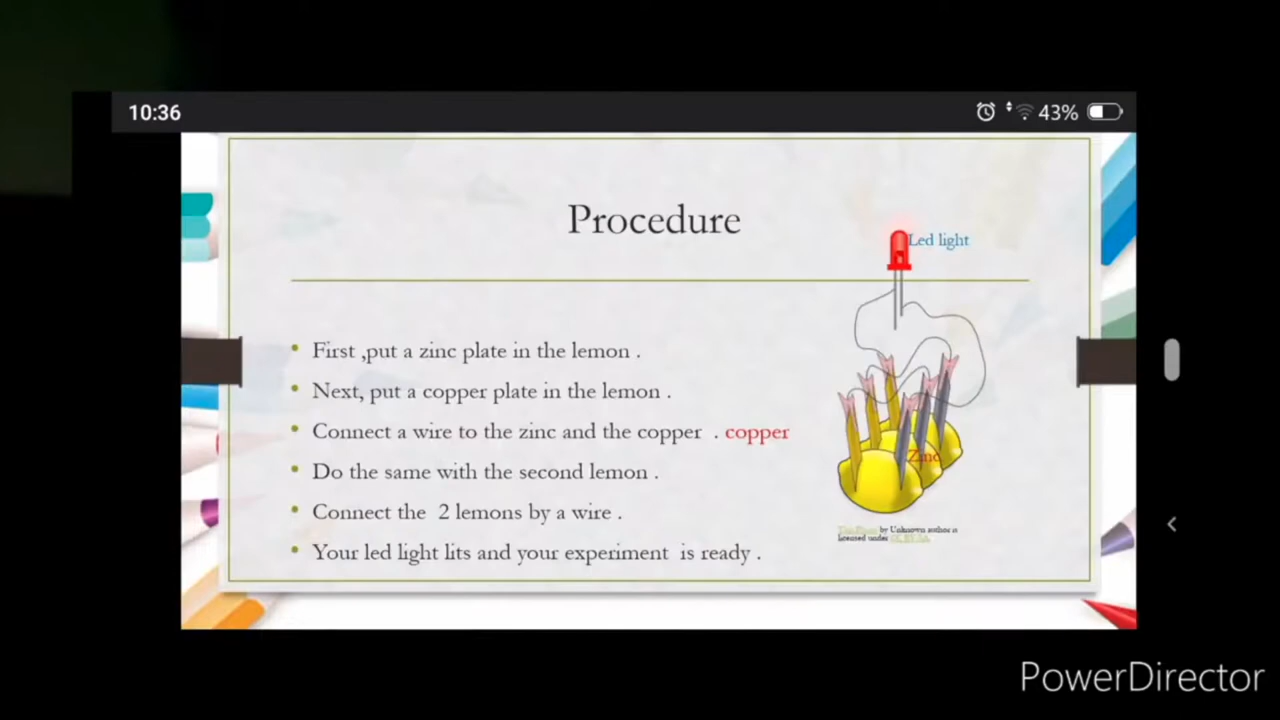 10:36
43%
Procedure
Led light
First ,put a zinc plate in the lemon .
Next, put a copper plate in the lemon .
Connect a wire to the zinc and the copper . copper
Zinc
Do the same with the second lemon .
Connect the 2 lemons by a wire .
by Unknown author is
licensed under
Your led light lits and your experiment is ready .
PowerDirector